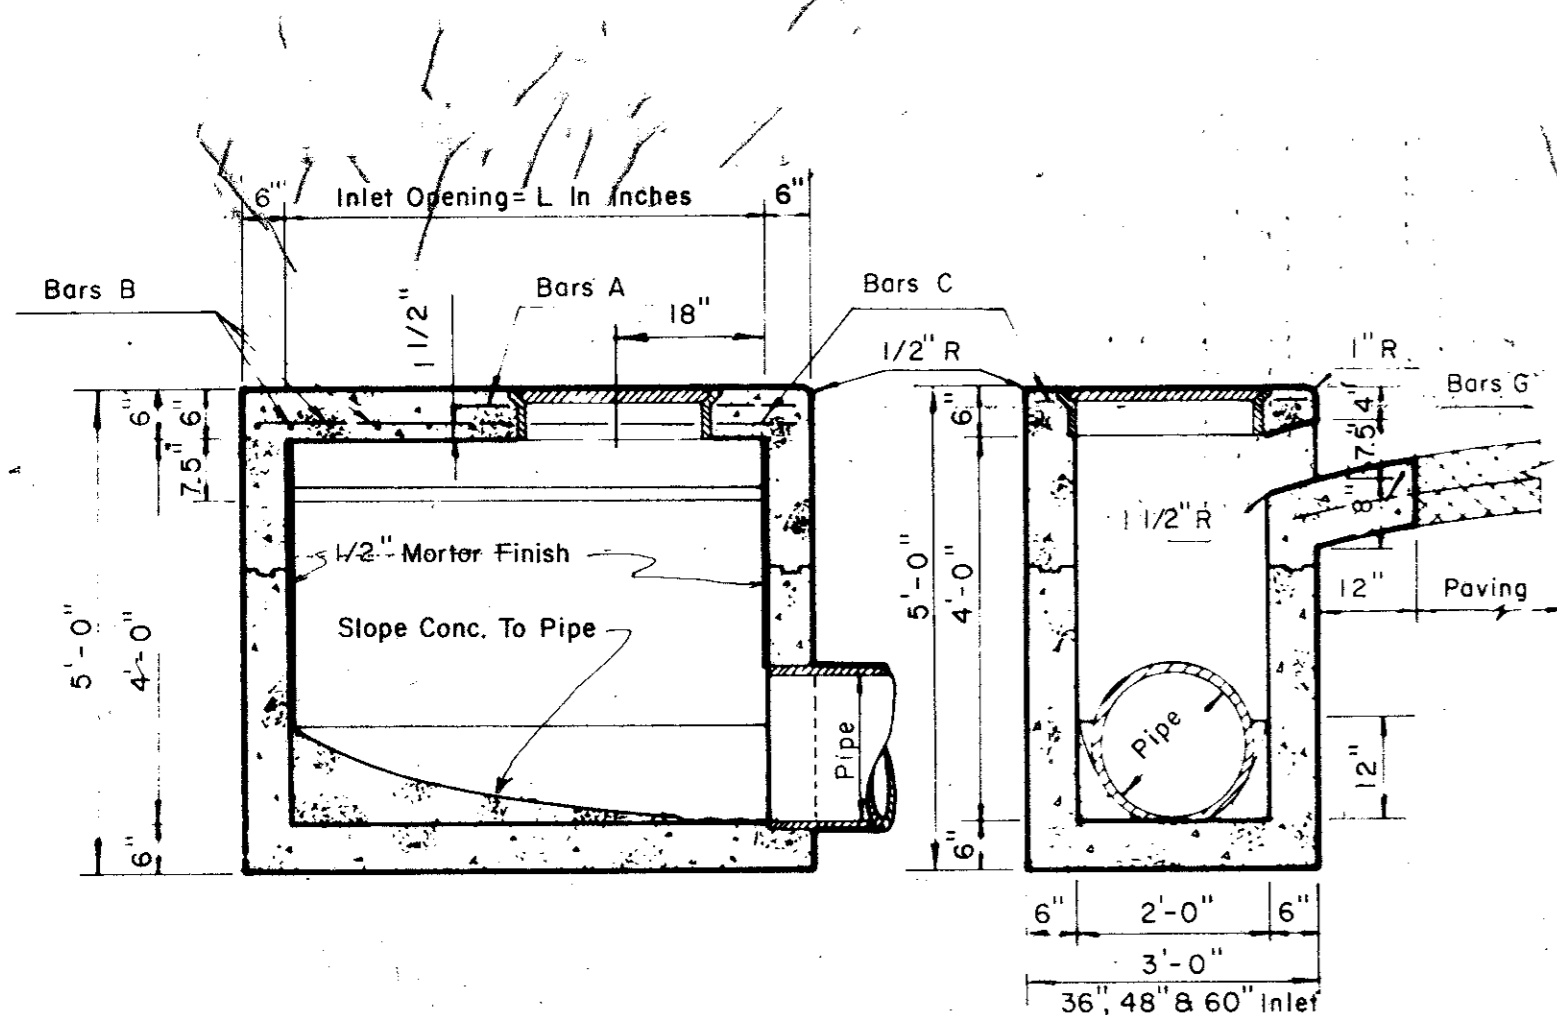 6" Inlet Opening= L In Inches 6"
Bars B
1 1/2"
Bars A
18"
Bars C
1/2" R
1" R
Bars G
6"
6"
7.5"
5'-0"
4'-0"
6"
1/2" Mortor Finish
Slope Conc. To Pipe
Pipe
6"
5'-0"
4'-0"
6"
4"
7.5"
8"
1 1/2" R
12"
Paving
Pipe
12"
6" 2'-0" 6"
3'-0"
36", 48" & 60" Inlet